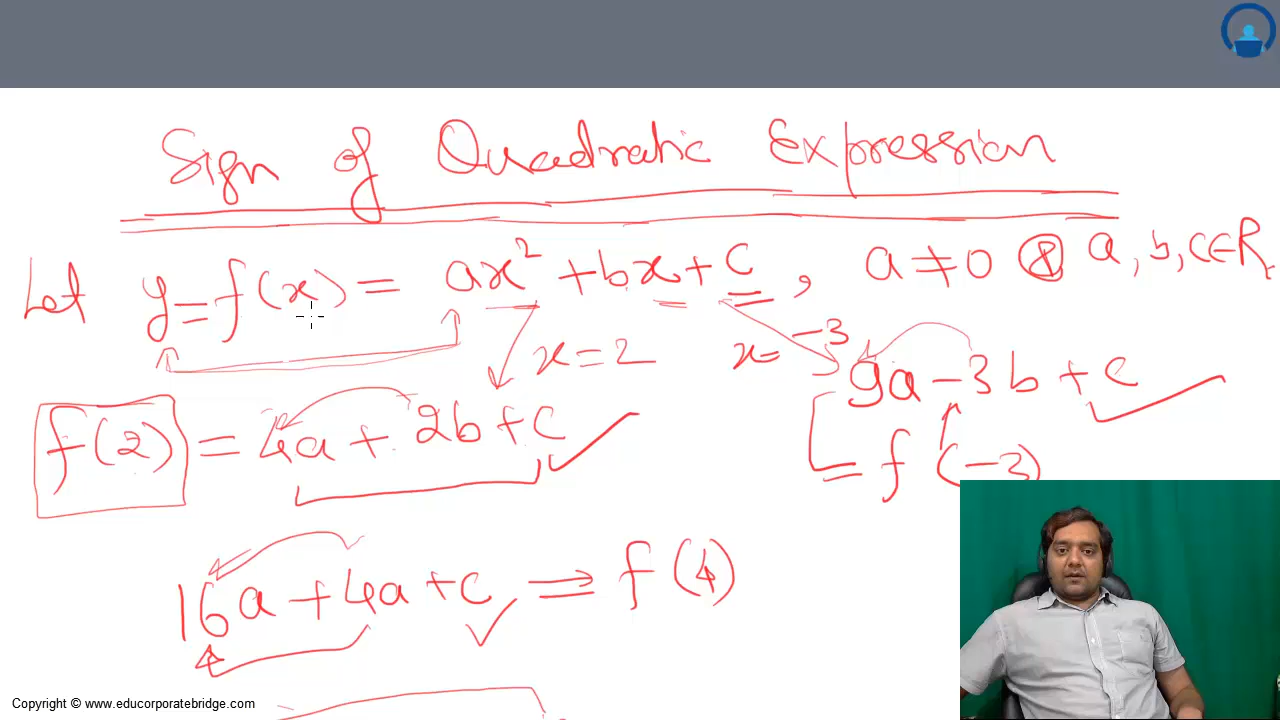 Sign of Quadratic Expression
Let y = f(x) = ax² + bx + c, a ≠ 0 & a, b, c ∈ R
x = 2
x = -3
9a - 3b + c
f(2) = 4a + 2b + c
= f(-3)
16a + 4a + c ⇒ f(4)
Copyright © www.educorporatebridge.com